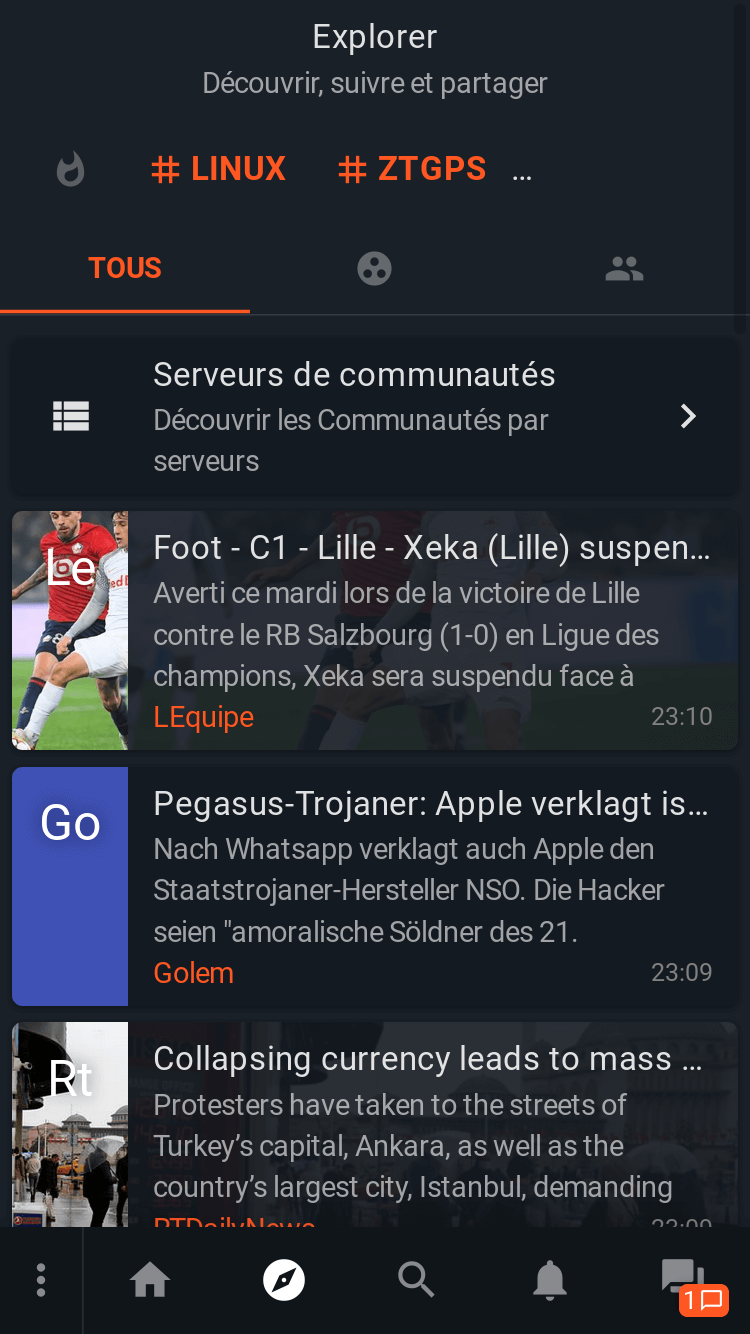 Explorer
Découvrir, suivre et partager
# LINUX # ZTGPS ...
TOUS
Serveurs de communautés
Découvrir les Communautés par
serveurs
Le
Foot - C1 - Lille - Xeka (Lille) suspen...
Averti ce mardi lors de la victoire de Lille
contre le RB Salzbourg (1-0) en Ligue des
champions, Xeka sera suspendu face à
LEquipe 23:10
Go
Pegasus-Trojaner: Apple verklagt is...
Nach Whatsapp verklagt auch Apple den
Staatstrojaner-Hersteller NSO. Die Hacker
seien "amoralische Söldner des 21.
Golem 23:09
Rt
Collapsing currency leads to mass ...
Protesters have taken to the streets of
Turkey’s capital, Ankara, as well as the
country’s largest city, Istanbul, demanding
RTDailyNews
1